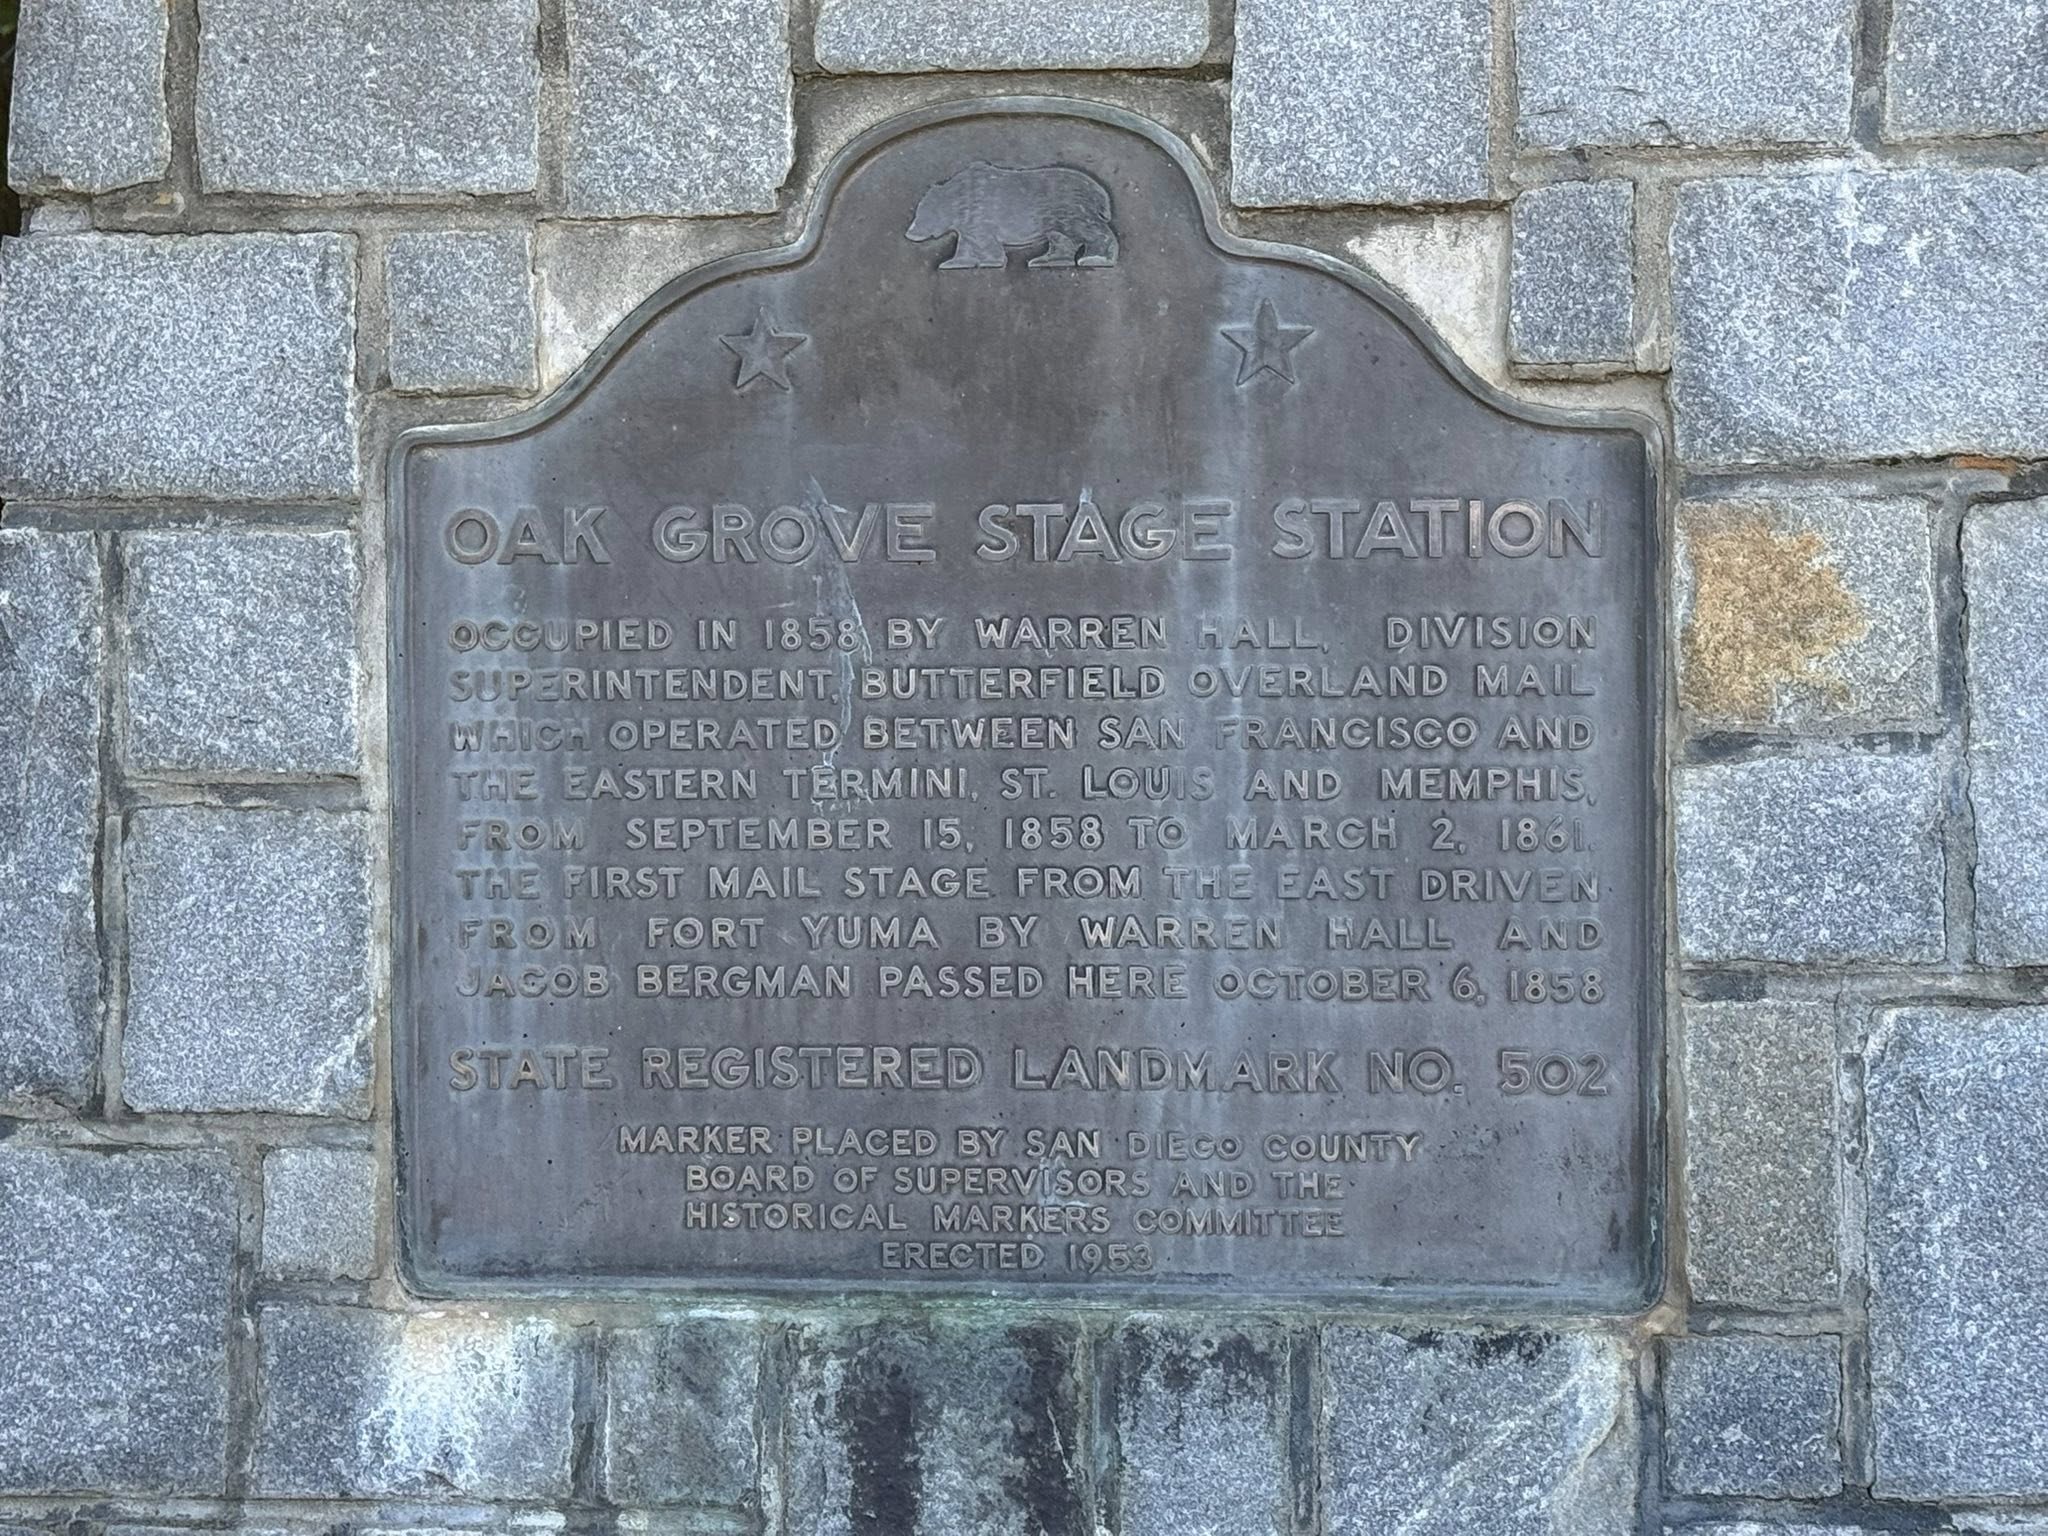 OAK GROVE STAGE STATION
OCCUPIED IN 1858 BY WARREN HALL, DIVISION
SUPERINTENDENT, BUTTERFIELD OVERLAND MAIL
WHICH OPERATED BETWEEN SAN FRANCISCO AND
THE EASTERN TERMINI, ST. LOUIS AND MEMPHIS,
FROM SEPTEMBER 15, 1858 TO MARCH 2, 1861.
THE FIRST MAIL STAGE FROM THE EAST DRIVEN
FROM FORT YUMA BY WARREN HALL AND
JACOB BERGMAN PASSED HERE OCTOBER 6, 1858
STATE REGISTERED LANDMARK NO. 502
MARKER PLACED BY SAN DIEGO COUNTY
BOARD OF SUPERVISORS AND THE
HISTORICAL MARKERS COMMITTEE
ERECTED 1953